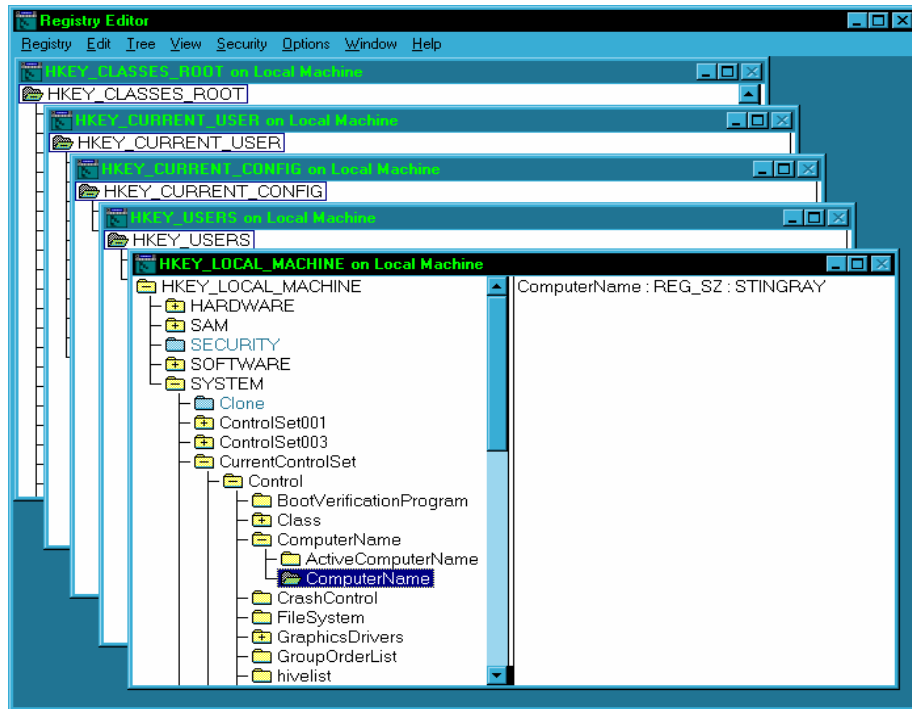 Registry Editor
Registry Edit Tree View Security Options Window Help
HKEY_CLASSES_ROOT on Local Machine
HKEY_CLASSES_ROOT
HKEY_CURRENT_USER on Local Machine
HKEY_CURRENT_USER
HKEY_CURRENT_CONFIG on Local Machine
HKEY_CURRENT_CONFIG
HKEY_USERS on Local Machine
HKEY_USERS
HKEY_LOCAL_MACHINE on Local Machine
HKEY_LOCAL_MACHINE
ComputerName : REG_SZ : STINGRAY
HARDWARE
SAM
SECURITY
SOFTWARE
SYSTEM
Clone
ControlSet001
ControlSet003
CurrentControlSet
Control
BootVerificationProgram
Class
ComputerName
ActiveComputerName
ComputerName
CrashControl
FileSystem
GraphicsDrivers
GroupOrderList
hivelist